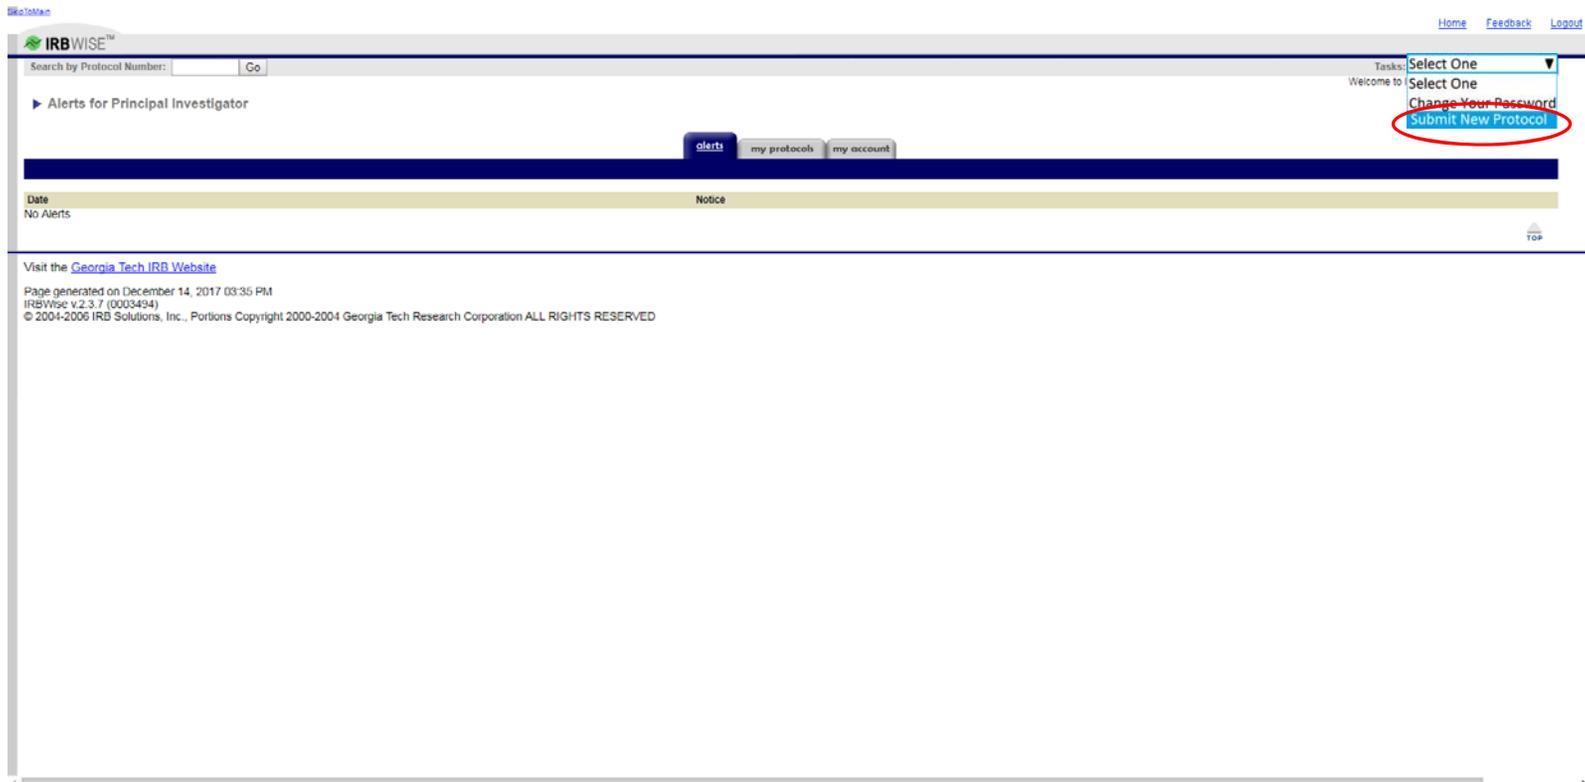 SkipToMain
Home Feedback Logout
IRBWISE™
Search by Protocol Number: Go
Tasks: Select One ▼
Welcome to
Select One
Change Your Password
Submit New Protocol
Alerts for Principal Investigator
alerts my protocols my account
Date Notice
No Alerts
TOP
Visit the Georgia Tech IRB Website
Page generated on December 14, 2017 03:35 PM
IRBWise v.2.3.7 (0003494)
© 2004-2006 IRB Solutions, Inc., Portions Copyright 2000-2004 Georgia Tech Research Corporation ALL RIGHTS RESERVED